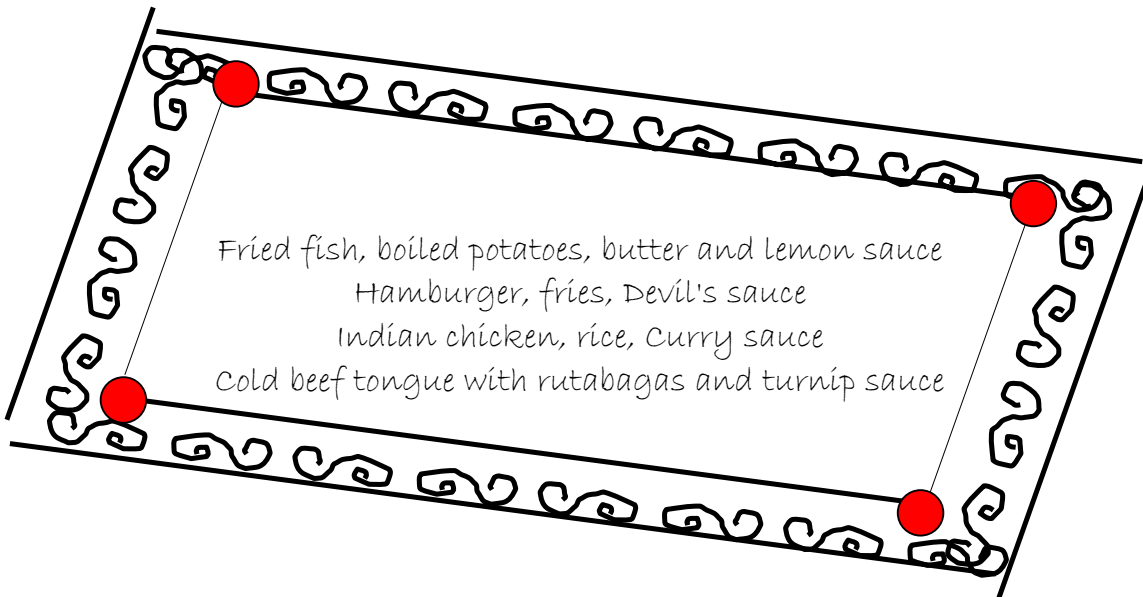 Fried fish, boiled potatoes, butter and lemon sauce
Hamburger, fries, Devil's sauce
Indian chicken, rice, Curry sauce
Cold beef tongue with rutabagas and turnip sauce